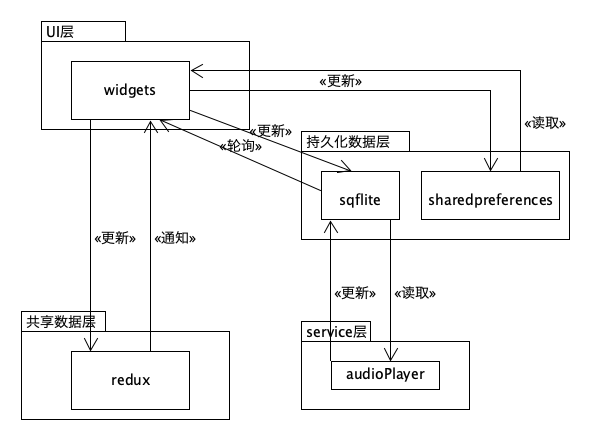 UI层
widgets
«更新»
«读取»
«更新»
«轮询»
持久化数据层
sqflite
sharedpreferences
«更新»
«通知»
«更新»
«读取»
共享数据层
redux
service层
audioPlayer